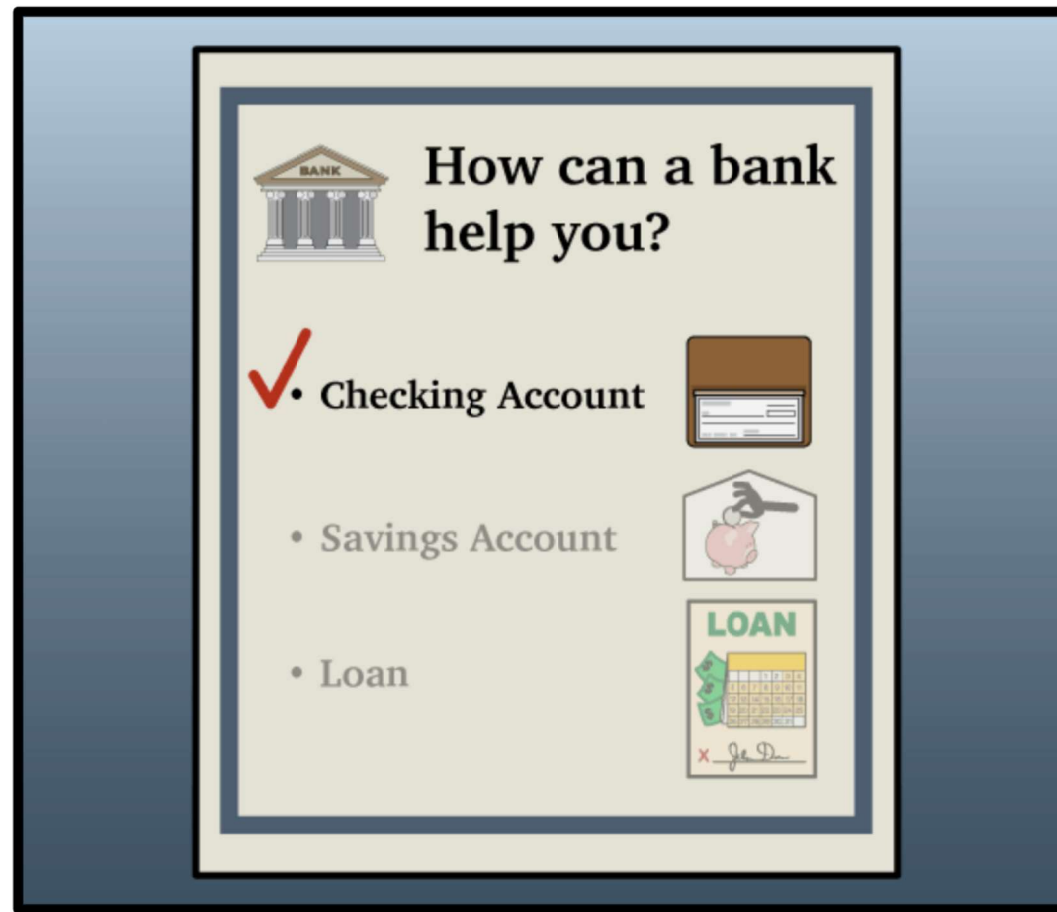 BANK
How can a bank
help you?
• Checking Account
• Savings Account
• Loan
LOAN
$
$
$
X